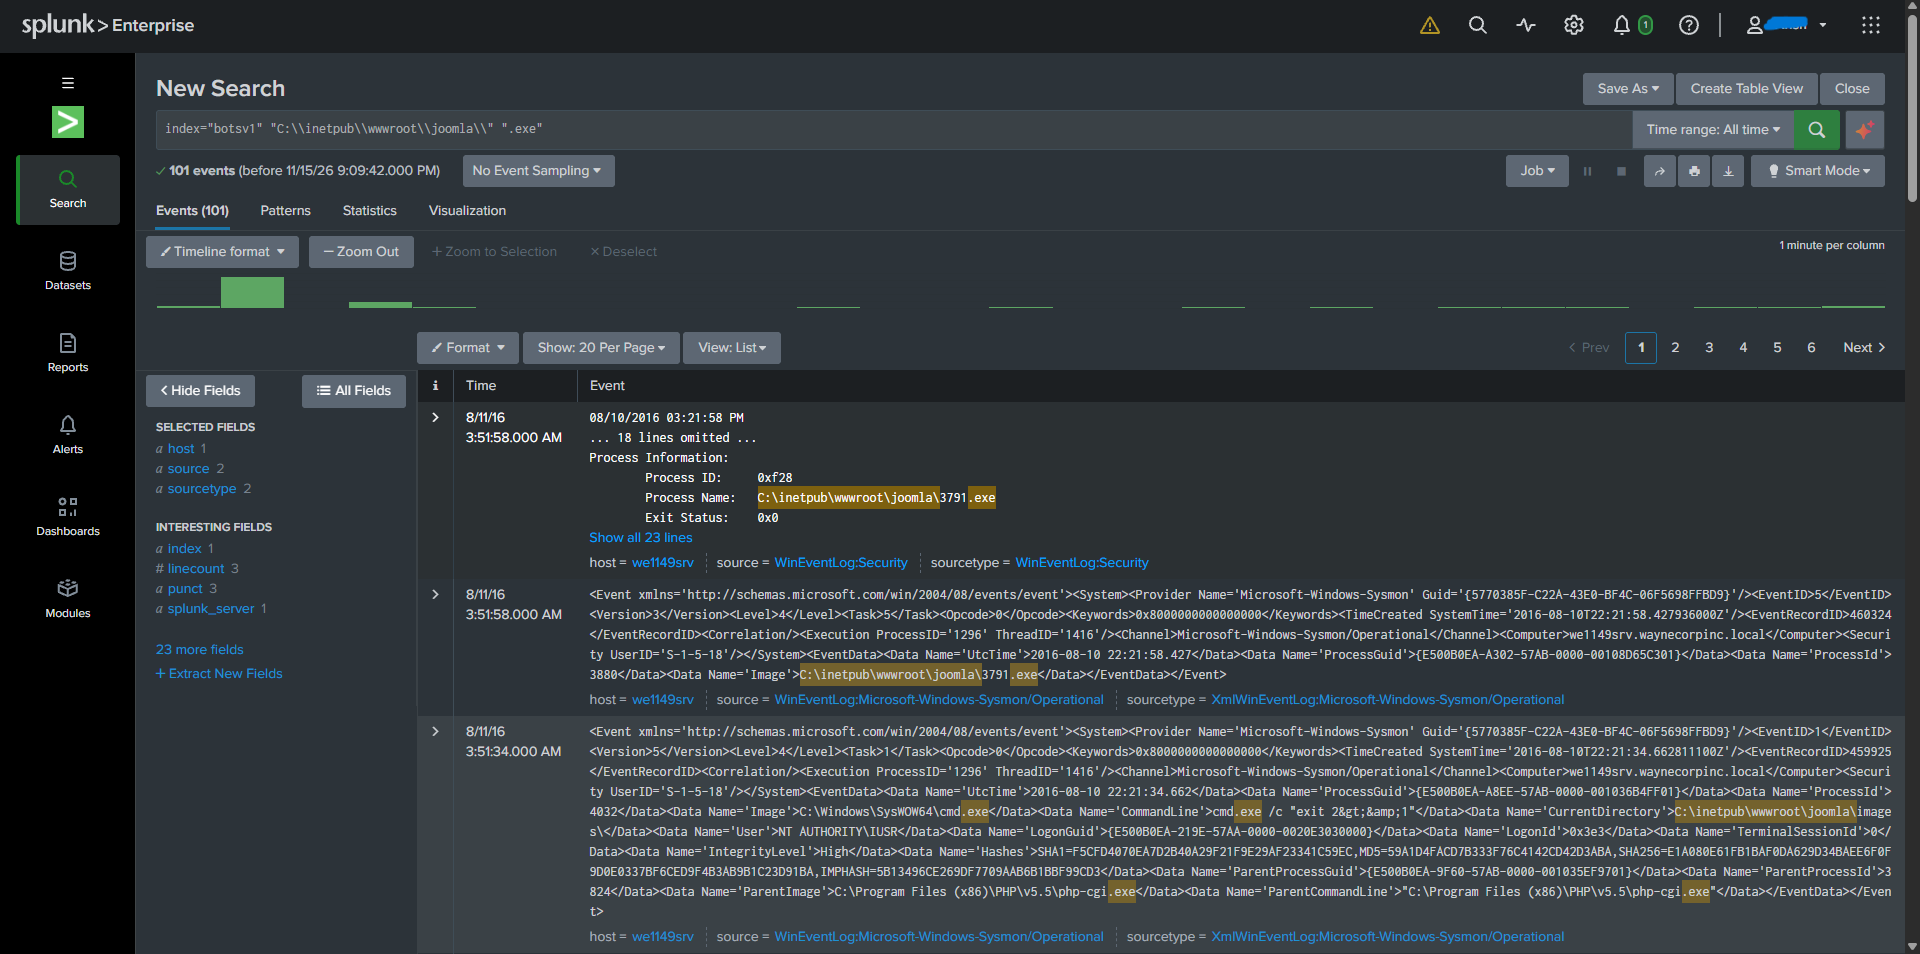 splunk> Enterprise
1
New Search
Save As
Create Table View
Close
index="botsv1" "C:\\inetpub\\wwwroot\\joomla\\" ".exe"
Time range: All time
101 events (before 11/15/26 9:09:42.000 PM)
No Event Sampling
Job
Smart Mode
Search
Datasets
Reports
Alerts
Dashboards
Modules
Events (101)
Patterns
Statistics
Visualization
Timeline format
Zoom Out
+ Zoom to Selection
× Deselect
1 minute per column
Format
Show: 20 Per Page
View: List
< Prev
1
2
3
4
5
6
Next >
< Hide Fields
All Fields
SELECTED FIELDS
a host 1
a source 2
a sourcetype 2
INTERESTING FIELDS
a index 1
# linecount 3
a punct 3
a splunk_server 1
23 more fields
+ Extract New Fields
i
Time
Event
8/11/16
3:51:58.000 AM
08/10/2016 03:21:58 PM
... 18 lines omitted ...
Process Information:
Process ID: 0xf28
Process Name: C:\inetpub\wwwroot\joomla\3791.exe
Exit Status: 0x0
Show all 23 lines
host = we1149srv source = WinEventLog:Security sourcetype = WinEventLog:Security
8/11/16
3:51:58.000 AM
<Event xmlns='http://schemas.microsoft.com/win/2004/08/events/event'><System><Provider Name='Microsoft-Windows-Sysmon' Guid='{5770385F-C22A-43E0-BF4C-06F5698FFBD9}'/><EventID>5</EventID>
<Version>3</Version><Level>4</Level><Task>5</Task><Opcode>0</Opcode><Keywords>0x8000000000000000</Keywords><TimeCreated SystemTime='2016-08-10T22:21:58.427936000Z'/><EventRecordID>460324
</EventRecordID><Correlation/><Execution ProcessID='1296' ThreadID='1416'/><Channel>Microsoft-Windows-Sysmon/Operational</Channel><Computer>we1149srv.waynecorpinc.local</Computer><Securi
ty UserID='S-1-5-18'/></System><EventData><Data Name='UtcTime'>2016-08-10 22:21:58.427</Data><Data Name='ProcessGuid'>{E500B0EA-A302-57AB-0000-00108D65C301}</Data><Data Name='ProcessId'>
3880</Data><Data Name='Image'>C:\inetpub\wwwroot\joomla\3791.exe</Data></EventData></Event>
host = we1149srv source = WinEventLog:Microsoft-Windows-Sysmon/Operational sourcetype = XmlWinEventLog:Microsoft-Windows-Sysmon/Operational
8/11/16
3:51:34.000 AM
<Event xmlns='http://schemas.microsoft.com/win/2004/08/events/event'><System><Provider Name='Microsoft-Windows-Sysmon' Guid='{5770385F-C22A-43E0-BF4C-06F5698FFBD9}'/><EventID>1</EventID>
<Version>5</Version><Level>4</Level><Task>1</Task><Opcode>0</Opcode><Keywords>0x8000000000000000</Keywords><TimeCreated SystemTime='2016-08-10T22:21:34.662811100Z'/><EventRecordID>459925
</EventRecordID><Correlation/><Execution ProcessID='1296' ThreadID='1416'/><Channel>Microsoft-Windows-Sysmon/Operational</Channel><Computer>we1149srv.waynecorpinc.local</Computer><Securi
ty UserID='S-1-5-18'/></System><EventData><Data Name='UtcTime'>2016-08-10 22:21:34.662</Data><Data Name='ProcessGuid'>{E500B0EA-A8EE-57AB-0000-001036B4FF01}</Data><Data Name='ProcessId'>
4032</Data><Data Name='Image'>C:\Windows\SysWOW64\cmd.exe</Data><Data Name='CommandLine'>cmd.exe /c "exit 2&gt;&amp;1"</Data><Data Name='CurrentDirectory'>C:\inetpub\wwwroot\joomla\image
s\</Data><Data Name='User'>NT AUTHORITY\IUSR</Data><Data Name='LogonGuid'>{E500B0EA-219E-57AA-0000-0020E3030000}</Data><Data Name='LogonId'>0x3e3</Data><Data Name='TerminalSessionId'>0</
Data><Data Name='IntegrityLevel'>High</Data><Data Name='Hashes'>SHA1=F5CFD4070EA7D2B40A29F21F9E29AF23341C59EC,MD5=59A1D4FACD7B333F76C4142CD42D3ABA,SHA256=E1A080E61FB1BAF0DA629D34BAEE6F0F
9D0E0337BF6CED9F4B3AB9B1C23D91BA,IMPHASH=5B13496CE269DF7709AAB6B1BBF99CD3</Data><Data Name='ParentProcessGuid'>{E500B0EA-9F60-57AB-0000-001035EF9701}</Data><Data Name='ParentProcessId'>3
824</Data><Data Name='ParentImage'>C:\Program Files (x86)\PHP\v5.5\php-cgi.exe</Data><Data Name='ParentCommandLine'>"C:\Program Files (x86)\PHP\v5.5\php-cgi.exe"</Data></EventData></Even
t>
host = we1149srv source = WinEventLog:Microsoft-Windows-Sysmon/Operational sourcetype = XmlWinEventLog:Microsoft-Windows-Sysmon/Operational